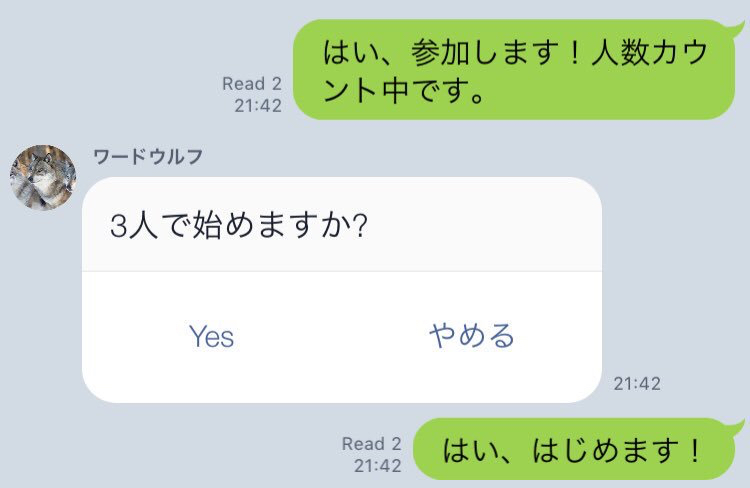 はい、参加します！人数カウ
ント中です。
Read 2
21:42
ワードウルフ
3人で始めますか?
Yes
やめる
21:42
はい、はじめます！
Read 2
21:42